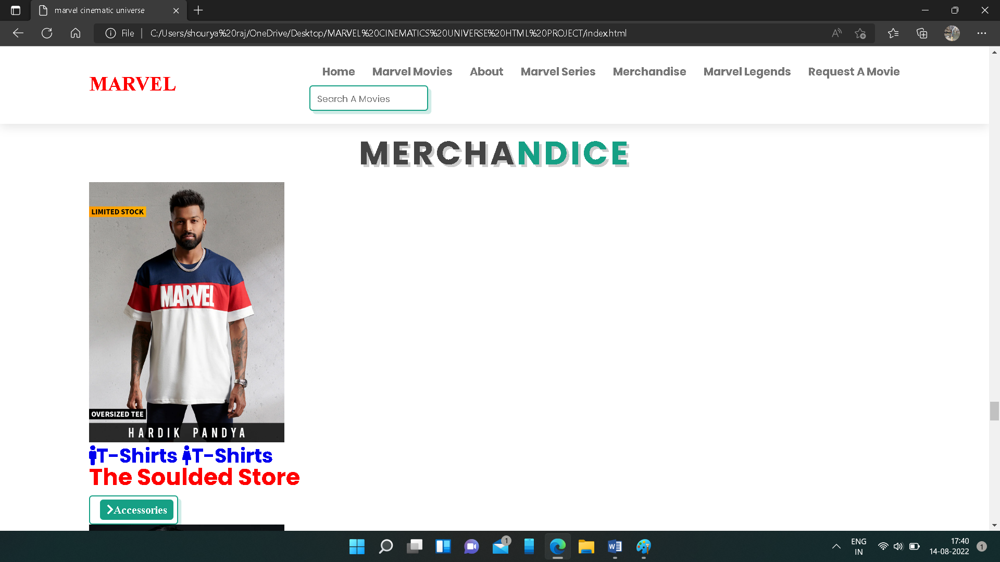 marvel cinematic universe
File | C:/Users/shourya%20raj/OneDrive/Desktop/MARVEL%20CINEMATICS%20UNIVERSE%20HTML%20PROJECT/index.html
MARVEL
Home Marvel Movies About Marvel Series Merchandise Marvel Legends Request A Movie
Search A Movies
MERCHANDICE
LIMITED STOCK
MARVEL
OVERSIZED TEE
HARDIK PANDYA
T-Shirts T-Shirts
The Soulded Store
Accessories
1
W
ENG
IN
17:40
14-08-2022
1